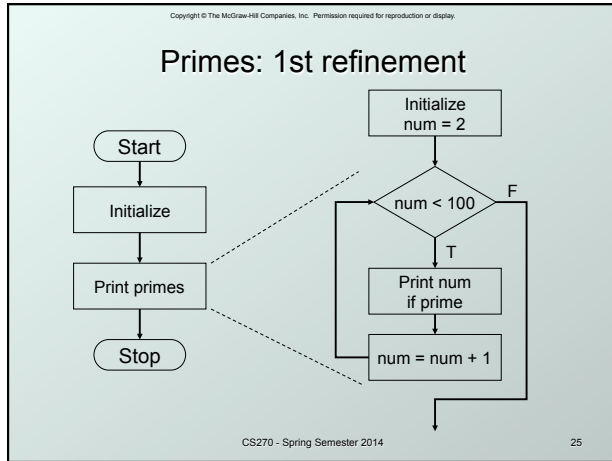 Copyright © The McGraw-Hill Companies, Inc. Permission required for reproduction or display.
Primes: 1st refinement
Start
Initialize
Print primes
Stop
Initialize
num = 2
num < 100
F
T
Print num
if prime
num = num + 1
CS270 - Spring Semester 2014
25